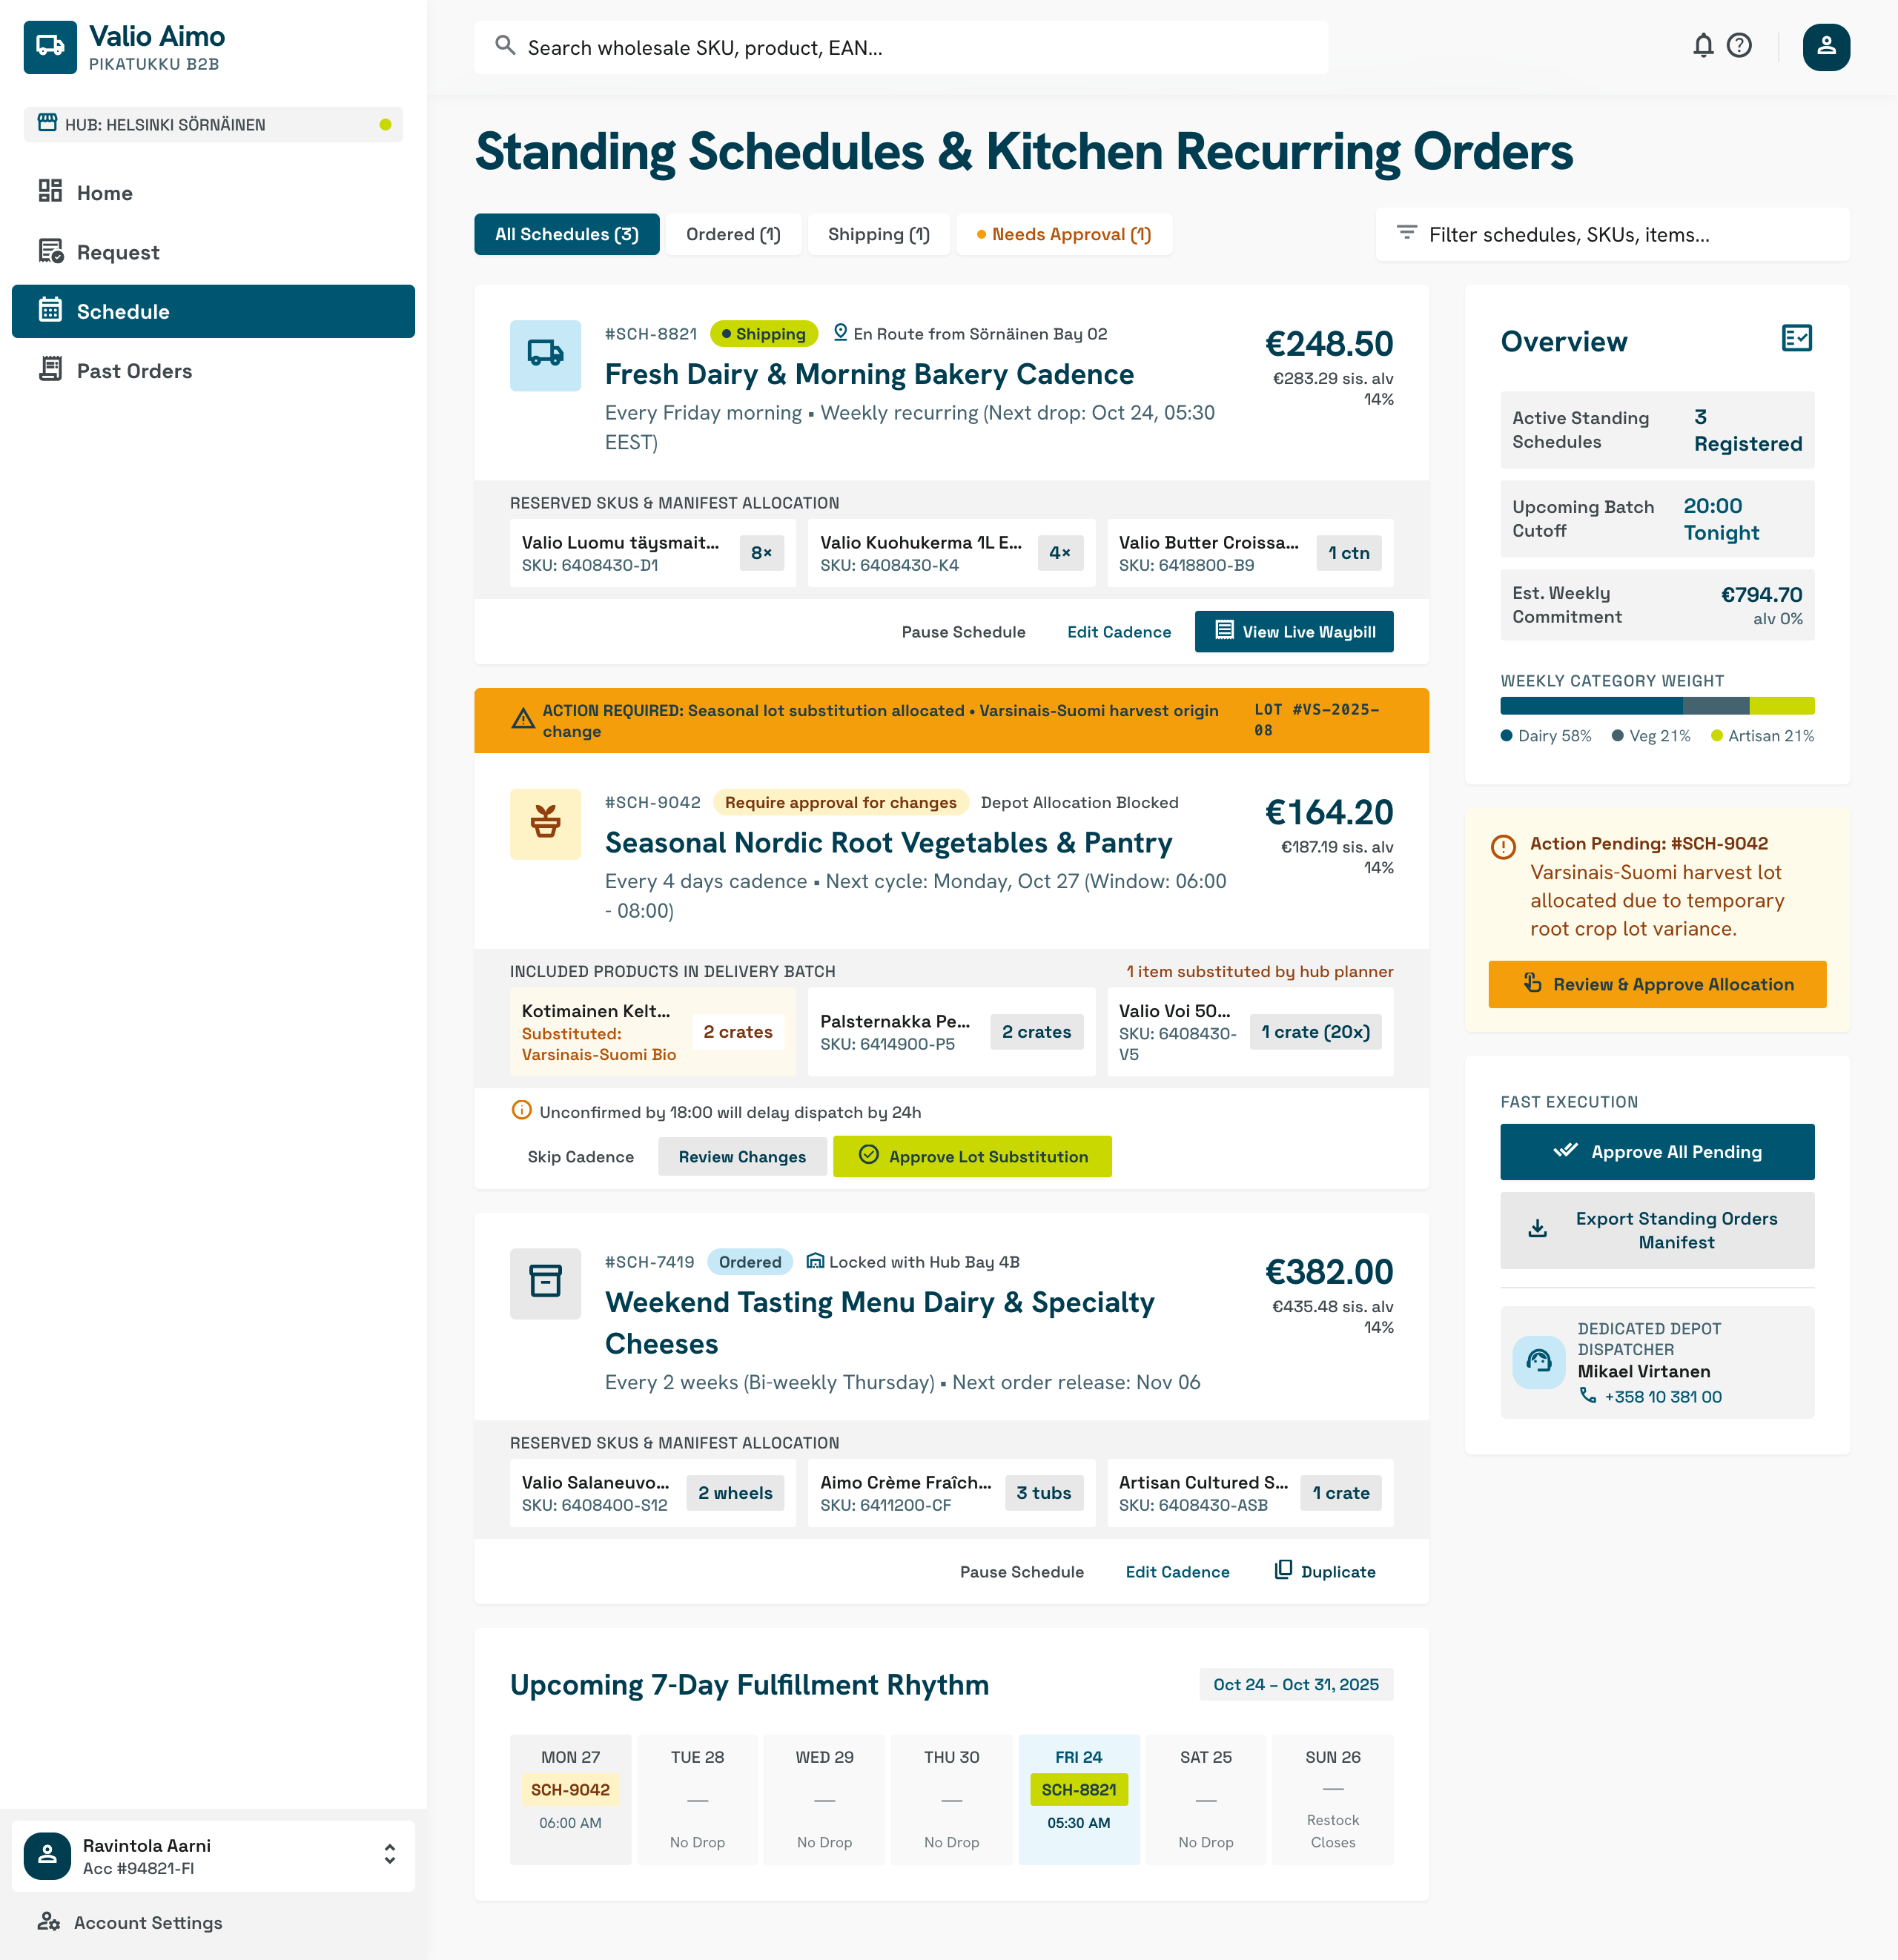 Valio Aimo
PIKATUKKU B2B
HUB: HELSINKI SÖRNÄINEN
Home
Request
Schedule
Past Orders
Ravintola Aarni
Acc #94821-FI
Account Settings
Search wholesale SKU, product, EAN...
Standing Schedules & Kitchen Recurring Orders
All Schedules (3)
Ordered (1)
Shipping (1)
Needs Approval (1)
Filter schedules, SKUs, items...
#SCH-8821
Shipping
En Route from Sörnäinen Bay 02
Fresh Dairy & Morning Bakery Cadence
Every Friday morning • Weekly recurring (Next drop: Oct 24, 05:30
EEST)
€248.50
€283.29 sis. alv
14%
RESERVED SKUS & MANIFEST ALLOCATION
Valio Luomu täysmait...
SKU: 6408430-D1
8×
Valio Kuohukerma 1L E...
SKU: 6408430-K4
4×
Valio Butter Croissa...
SKU: 6418800-B9
1 ctn
Pause Schedule
Edit Cadence
View Live Waybill
ACTION REQUIRED: Seasonal lot substitution allocated • Varsinais-Suomi harvest origin
change
LOT #VS-2025-
08
#SCH-9042
Require approval for changes
Depot Allocation Blocked
Seasonal Nordic Root Vegetables & Pantry
Every 4 days cadence • Next cycle: Monday, Oct 27 (Window: 06:00
- 08:00)
€164.20
€187.19 sis. alv
14%
INCLUDED PRODUCTS IN DELIVERY BATCH
1 item substituted by hub planner
Kotimainen Kelt...
Substituted:
Varsinais-Suomi Bio
2 crates
Palsternakka Pe...
SKU: 6414900-P5
2 crates
Valio Voi 50...
SKU: 6408430-
V5
1 crate (20x)
Unconfirmed by 18:00 will delay dispatch by 24h
Skip Cadence
Review Changes
Approve Lot Substitution
#SCH-7419
Ordered
Locked with Hub Bay 4B
Weekend Tasting Menu Dairy & Specialty
Cheeses
Every 2 weeks (Bi-weekly Thursday) • Next order release: Nov 06
€382.00
€435.48 sis. alv
14%
RESERVED SKUS & MANIFEST ALLOCATION
Valio Salaneuvo...
SKU: 6408400-S12
2 wheels
Aimo Crème Fraîch...
SKU: 6411200-CF
3 tubs
Artisan Cultured S...
SKU: 6408430-ASB
1 crate
Pause Schedule
Edit Cadence
Duplicate
Upcoming 7-Day Fulfillment Rhythm
Oct 24 – Oct 31, 2025
MON 27
SCH-9042
06:00 AM
TUE 28
—
No Drop
WED 29
—
No Drop
THU 30
—
No Drop
FRI 24
SCH-8821
05:30 AM
SAT 25
—
No Drop
SUN 26
—
Restock
Closes
Overview
Active Standing
Schedules
3
Registered
Upcoming Batch
Cutoff
20:00
Tonight
Est. Weekly
Commitment
€794.70
alv 0%
WEEKLY CATEGORY WEIGHT
Dairy 58%
Veg 21%
Artisan 21%
Action Pending: #SCH-9042
Varsinais-Suomi harvest lot
allocated due to temporary
root crop lot variance.
Review & Approve Allocation
FAST EXECUTION
Approve All Pending
Export Standing Orders
Manifest
DEDICATED DEPOT
DISPATCHER
Mikael Virtanen
+358 10 381 00